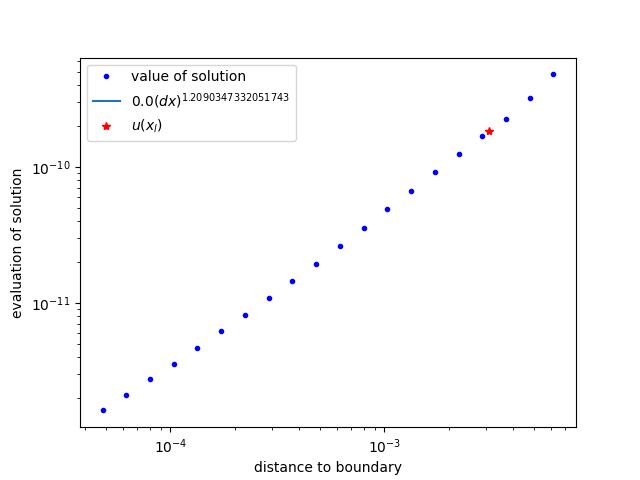 value of solution
0.0(dx)^1.2090347332051743
u(x_l)
10^-10
10^-11
10^-4
10^-3
evaluation of solution
distance to boundary